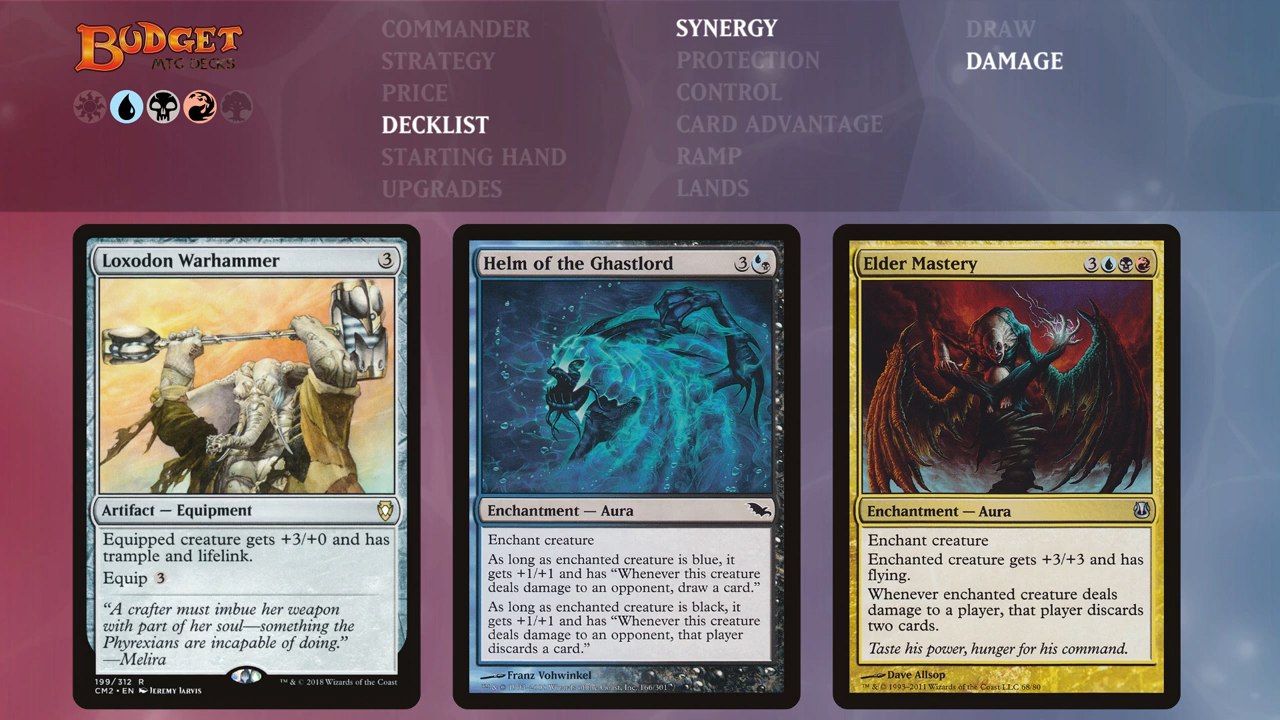 BUDGET
MTG DECKS
COMMANDER
STRATEGY
PRICE
DECKLIST
STARTING HAND
UPGRADES
SYNERGY
PROTECTION
CONTROL
CARD ADVANTAGE
RAMP
LANDS
DRAW
DAMAGE
Loxodon Warhammer 3
Artifact — Equipment
Equipped creature gets +3/+0 and has
trample and lifelink.
Equip 3
“A crafter must imbue her weapon
with part of her soul—something the
Phyrexians are incapable of doing.”
—Melira
199/312 R
CM2 • EN Jeremy Jarvis
™ & © 2018 Wizards of the Coast
Helm of the Ghastlord 3
Enchantment — Aura
Enchant creature
As long as enchanted creature is blue, it
gets +1/+1 and has “Whenever this creature
deals damage to an opponent, draw a card.”
As long as enchanted creature is black, it
gets +1/+1 and has “Whenever this creature
deals damage to an opponent, that player
discards a card.”
Franz Vohwinkel
166/301
Elder Mastery 3
Enchantment — Aura
Enchant creature
Enchanted creature gets +3/+3 and has
flying.
Whenever enchanted creature deals
damage to a player, that player discards
two cards.
Taste his power, hunger for his command.
Dave Allsop
™ & © 1993–2011 Wizards of the Coast LLC 68/80